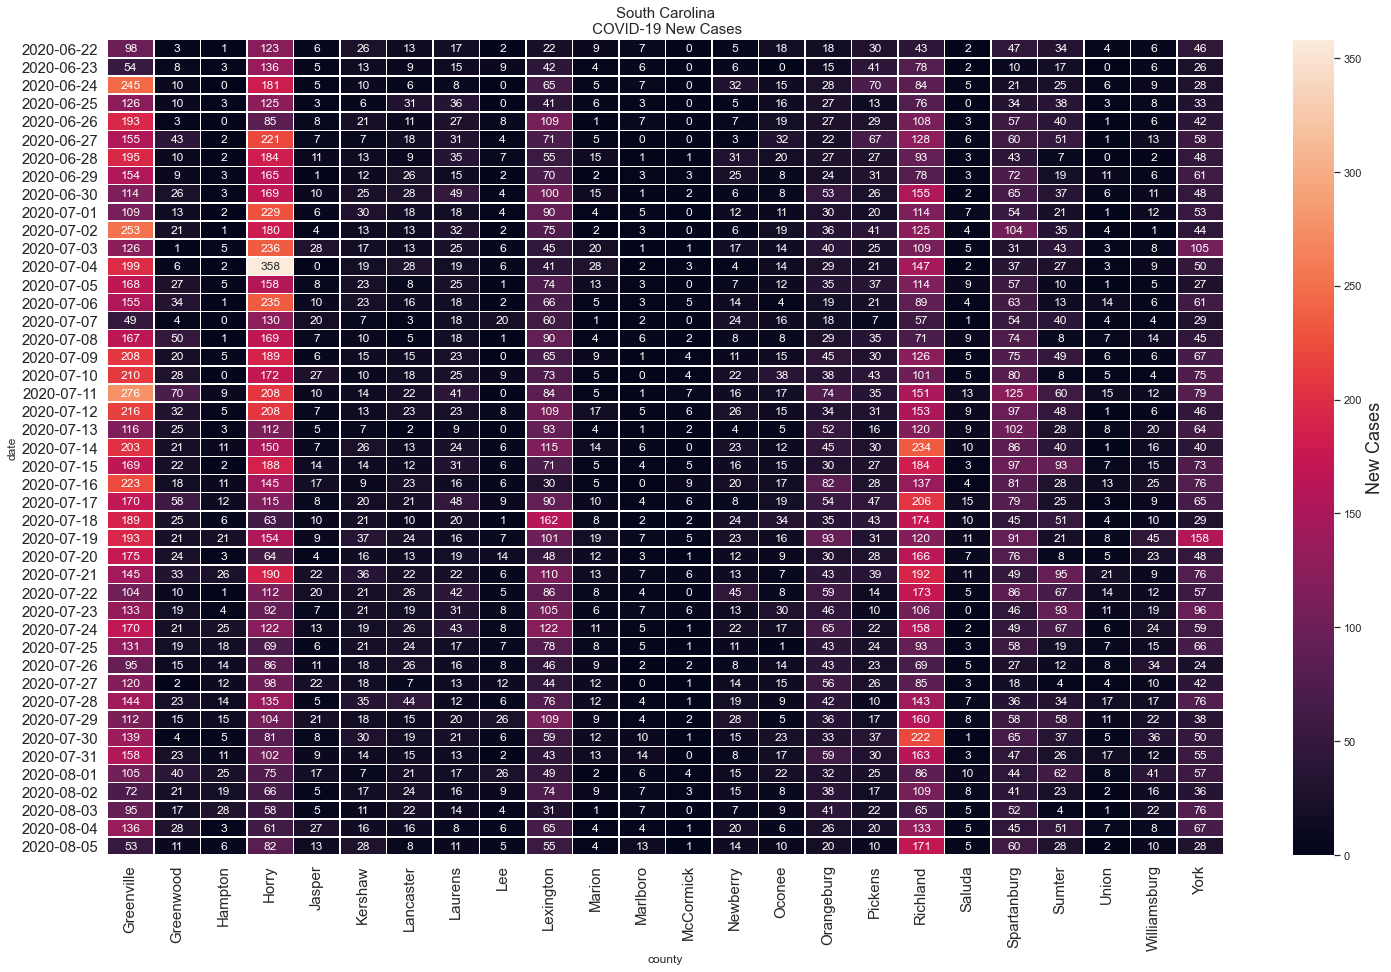 South Carolina
COVID-19 New Cases
2020-06-22 98 3 1 123 6 26 13 17 2 22 9 7 0 5 18 18 30 43 2 47 34 4 6 46
2020-06-23 54 8 3 136 5 13 9 15 9 42 4 6 0 6 0 15 41 78 2 10 17 0 6 26
2020-06-24 245 10 0 181 5 10 6 8 0 65 5 7 0 32 15 28 70 84 5 21 25 6 9 28
2020-06-25 126 10 3 125 3 6 31 36 0 41 6 3 0 5 16 27 13 76 0 34 38 3 8 33
2020-06-26 193 3 0 85 8 21 11 27 8 109 1 7 0 7 19 27 29 108 3 57 40 1 6 42
2020-06-27 155 43 2 221 7 7 18 31 4 71 5 0 0 3 32 22 67 128 6 60 51 1 13 58
2020-06-28 195 10 2 184 11 13 9 35 7 55 15 1 1 31 20 27 27 93 3 43 7 0 2 48
2020-06-29 154 9 3 165 1 12 26 15 2 70 2 3 3 25 8 24 31 78 3 72 19 11 6 61
2020-06-30 114 26 3 169 10 25 28 49 4 100 15 1 2 6 8 53 26 155 2 65 37 6 11 48
2020-07-01 109 13 2 229 6 30 18 18 4 90 4 5 0 12 11 30 20 114 7 54 21 1 12 53
2020-07-02 253 21 1 180 4 13 13 32 2 75 2 3 0 6 19 36 41 125 4 104 35 4 1 44
2020-07-03 126 1 5 236 28 17 13 25 6 45 20 1 1 17 14 40 25 109 5 31 43 3 8 105
2020-07-04 199 6 2 358 0 19 28 19 6 41 28 2 3 4 14 29 21 147 2 37 27 3 9 50
2020-07-05 168 27 5 158 8 23 8 25 1 74 13 3 0 7 12 35 37 114 9 57 10 1 5 27
2020-07-06 155 34 1 235 10 23 16 18 2 66 5 3 5 14 4 19 21 89 4 63 13 14 6 61
2020-07-07 49 4 0 130 20 7 3 18 20 60 1 2 0 24 16 18 7 57 1 54 40 4 4 29
2020-07-08 167 50 1 169 7 10 5 18 1 90 4 6 2 8 8 29 35 71 9 74 8 7 14 45
2020-07-09 208 20 5 189 6 15 15 23 0 65 9 1 4 11 15 45 30 126 5 75 49 6 6 67
2020-07-10 210 28 0 172 27 10 18 25 9 73 5 0 4 22 38 38 43 101 5 80 8 5 4 75
2020-07-11 276 70 9 208 10 14 22 41 0 84 5 1 7 16 17 74 35 151 13 125 60 15 12 79
2020-07-12 216 32 5 208 7 13 23 23 8 109 17 5 6 26 15 34 31 153 9 97 48 1 6 46
2020-07-13 116 25 3 112 5 7 2 9 0 93 4 1 2 4 5 52 16 120 9 102 28 8 20 64
2020-07-14 203 21 11 150 7 26 13 24 6 115 14 6 0 23 12 45 30 234 5 86 40 1 16 40
2020-07-15 169 22 2 188 14 14 12 31 6 71 5 4 5 16 15 30 27 184 3 97 93 7 15 73
2020-07-16 223 18 11 145 17 9 23 16 6 30 5 0 9 20 17 82 28 137 4 81 28 13 25 76
2020-07-17 170 58 12 115 8 20 21 48 9 90 10 4 6 8 19 54 47 206 15 79 25 3 9 65
2020-07-18 189 25 6 63 10 21 10 20 1 162 8 2 2 24 34 35 43 174 10 45 51 4 10 29
2020-07-19 193 21 21 154 9 37 24 16 7 101 19 7 5 23 16 93 31 120 11 91 21 8 45 158
2020-07-20 175 24 3 64 4 16 13 19 14 48 12 3 1 12 9 30 28 166 7 76 8 5 23 48
2020-07-21 145 33 26 190 22 36 22 22 6 110 13 7 6 13 7 43 39 192 11 49 95 21 9 76
2020-07-22 104 10 1 112 20 21 26 42 5 86 8 4 0 45 8 59 14 173 5 86 67 14 12 57
2020-07-23 133 19 4 92 7 21 19 31 8 105 6 7 6 13 30 46 10 106 0 46 93 11 19 96
2020-07-24 170 21 25 122 13 19 26 43 8 122 11 5 1 22 17 65 22 158 2 49 67 6 24 59
2020-07-25 131 19 18 69 6 21 24 17 7 78 8 5 1 11 1 43 24 93 3 58 19 7 15 66
2020-07-26 95 15 14 86 11 18 26 16 8 46 9 2 2 8 14 43 23 69 5 27 12 8 34 24
2020-07-27 120 2 12 98 22 18 7 13 12 44 12 0 1 14 15 56 26 85 3 18 4 4 10 42
2020-07-28 144 23 14 135 5 35 44 12 6 76 12 4 1 19 9 42 10 143 7 36 34 17 17 76
2020-07-29 112 15 15 104 21 18 15 20 26 109 9 4 2 28 5 36 17 160 8 58 58 11 22 38
2020-07-30 139 4 5 81 8 30 19 21 6 59 12 10 1 15 23 33 37 222 1 65 37 5 36 50
2020-07-31 158 23 11 102 9 14 15 13 2 43 13 14 0 8 17 59 30 163 3 47 26 17 12 55
2020-08-01 105 40 25 75 17 7 21 17 26 49 2 6 4 15 22 32 25 86 10 44 62 8 41 57
2020-08-02 72 21 19 66 5 17 24 16 9 74 9 7 3 15 8 38 17 109 8 41 23 2 16 36
2020-08-03 95 17 28 58 5 11 22 14 4 31 1 7 0 7 9 41 22 65 5 52 4 1 22 76
2020-08-04 136 28 3 61 27 16 16 8 6 65 4 4 1 20 6 26 20 133 5 45 51 7 8 67
2020-08-05 53 11 6 82 13 28 8 11 5 55 4 13 1 14 10 20 10 171 5 60 28 2 10 28
Greenville Greenwood Hampton Horry Jasper Kershaw Lancaster Laurens Lee Lexington Marion Marlboro McCormick Newberry Oconee Orangeburg Pickens Richland Saluda Spartanburg Sumter Union Williamsburg York
county
date
350
300
250
200
150
100
50
0
New Cases